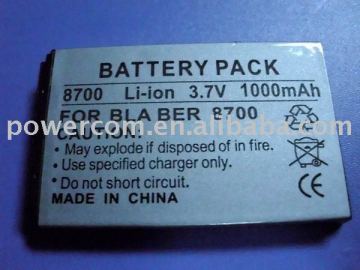 BATTERY PACK
8700 Li-ion 3.7V 1000mAh
FOR BLA BER 8700
powercom.en.alibaba.com
CAUTION:
May explode if disposed of in fire.
Use specified charger only.
Do not short circuit.
MADE IN CHINA
CE